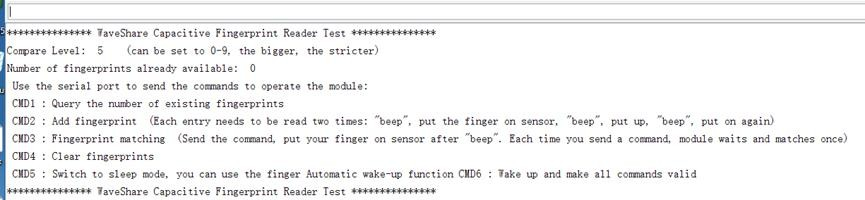 *************** WaveShare Capacitive Fingerprint Reader Test ***************
Compare Level:  5    (can be set to 0-9, the bigger, the stricter)
Number of fingerprints already available:  0
Use the serial port to send the commands to operate the module:
CMD1 : Query the number of existing fingerprints
CMD2 : Add fingerprint  (Each entry needs to be read two times: "beep", put the finger on sensor, "beep", put up, "beep", put on again)
CMD3 : Fingerprint matching  (Send the command, put your finger on sensor after "beep". Each time you send a command, module waits and matches once)
CMD4 : Clear fingerprints
CMD5 : Switch to sleep mode, you can use the finger Automatic wake-up function CMD6 : Wake up and make all commands valid
*************** WaveShare Capacitive Fingerprint Reader Test ***************